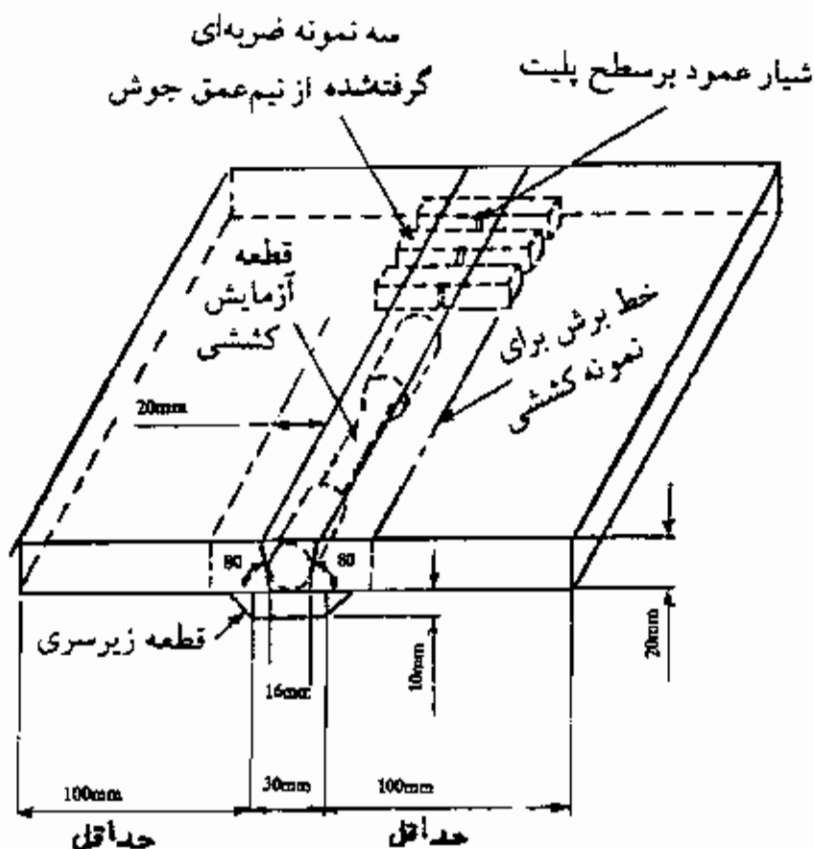 سه نمونه ضربه‌ای
گرفته‌شده از نیم‌عمق جوش
شیار عمود برسطح پلیت
قطعه
آزمایش
کششی
خط برش برای
نمونه کششی
20mm
80
80
قطعه زیرسری
16mm
10mm
20mm
100mm
30mm
100mm
حداقل
حداقل